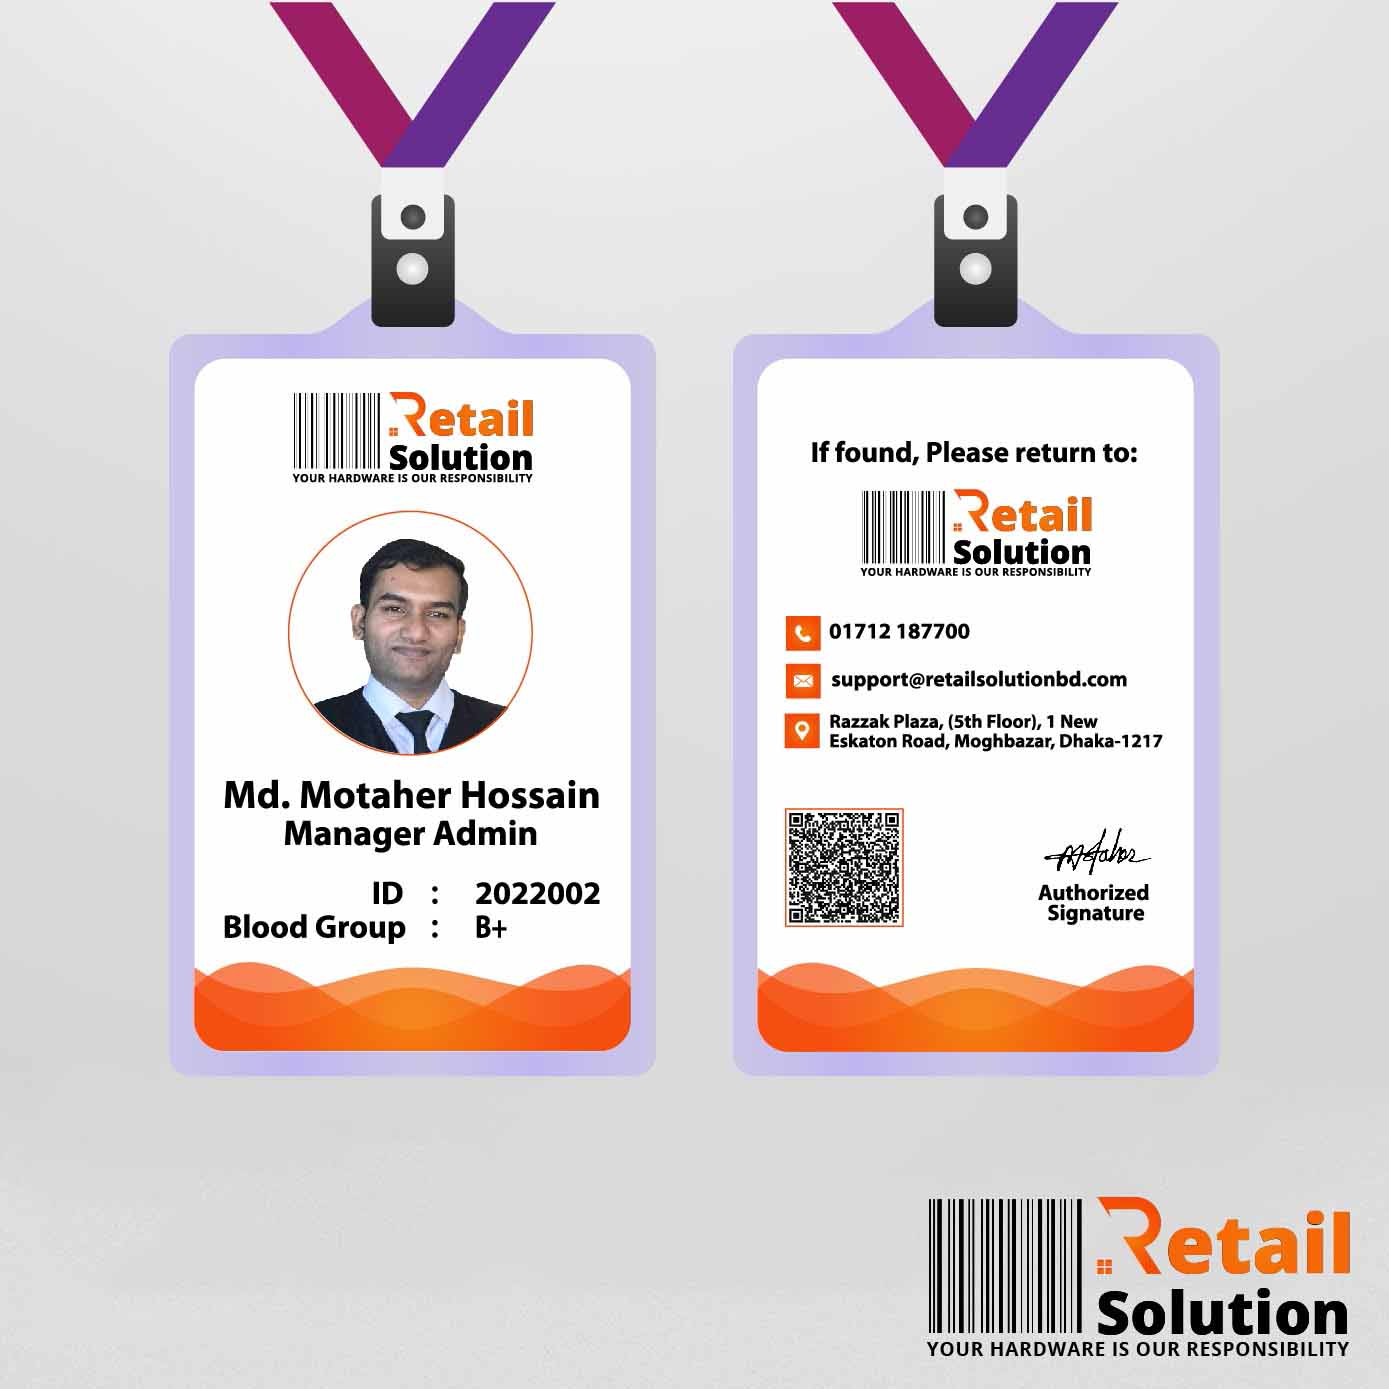 Retail
Solution
YOUR HARDWARE IS OUR RESPONSIBILITY
Md. Motaher Hossain
Manager Admin
ID : 2022002
Blood Group : B+
If found, Please return to:
Retail
Solution
YOUR HARDWARE IS OUR RESPONSIBILITY
01712 187700
support@retailsolutionbd.com
Razzak Plaza, (5th Floor), 1 New
Eskaton Road, Moghbazar, Dhaka-1217
Motaher
Authorized
Signature
Retail
Solution
YOUR HARDWARE IS OUR RESPONSIBILITY